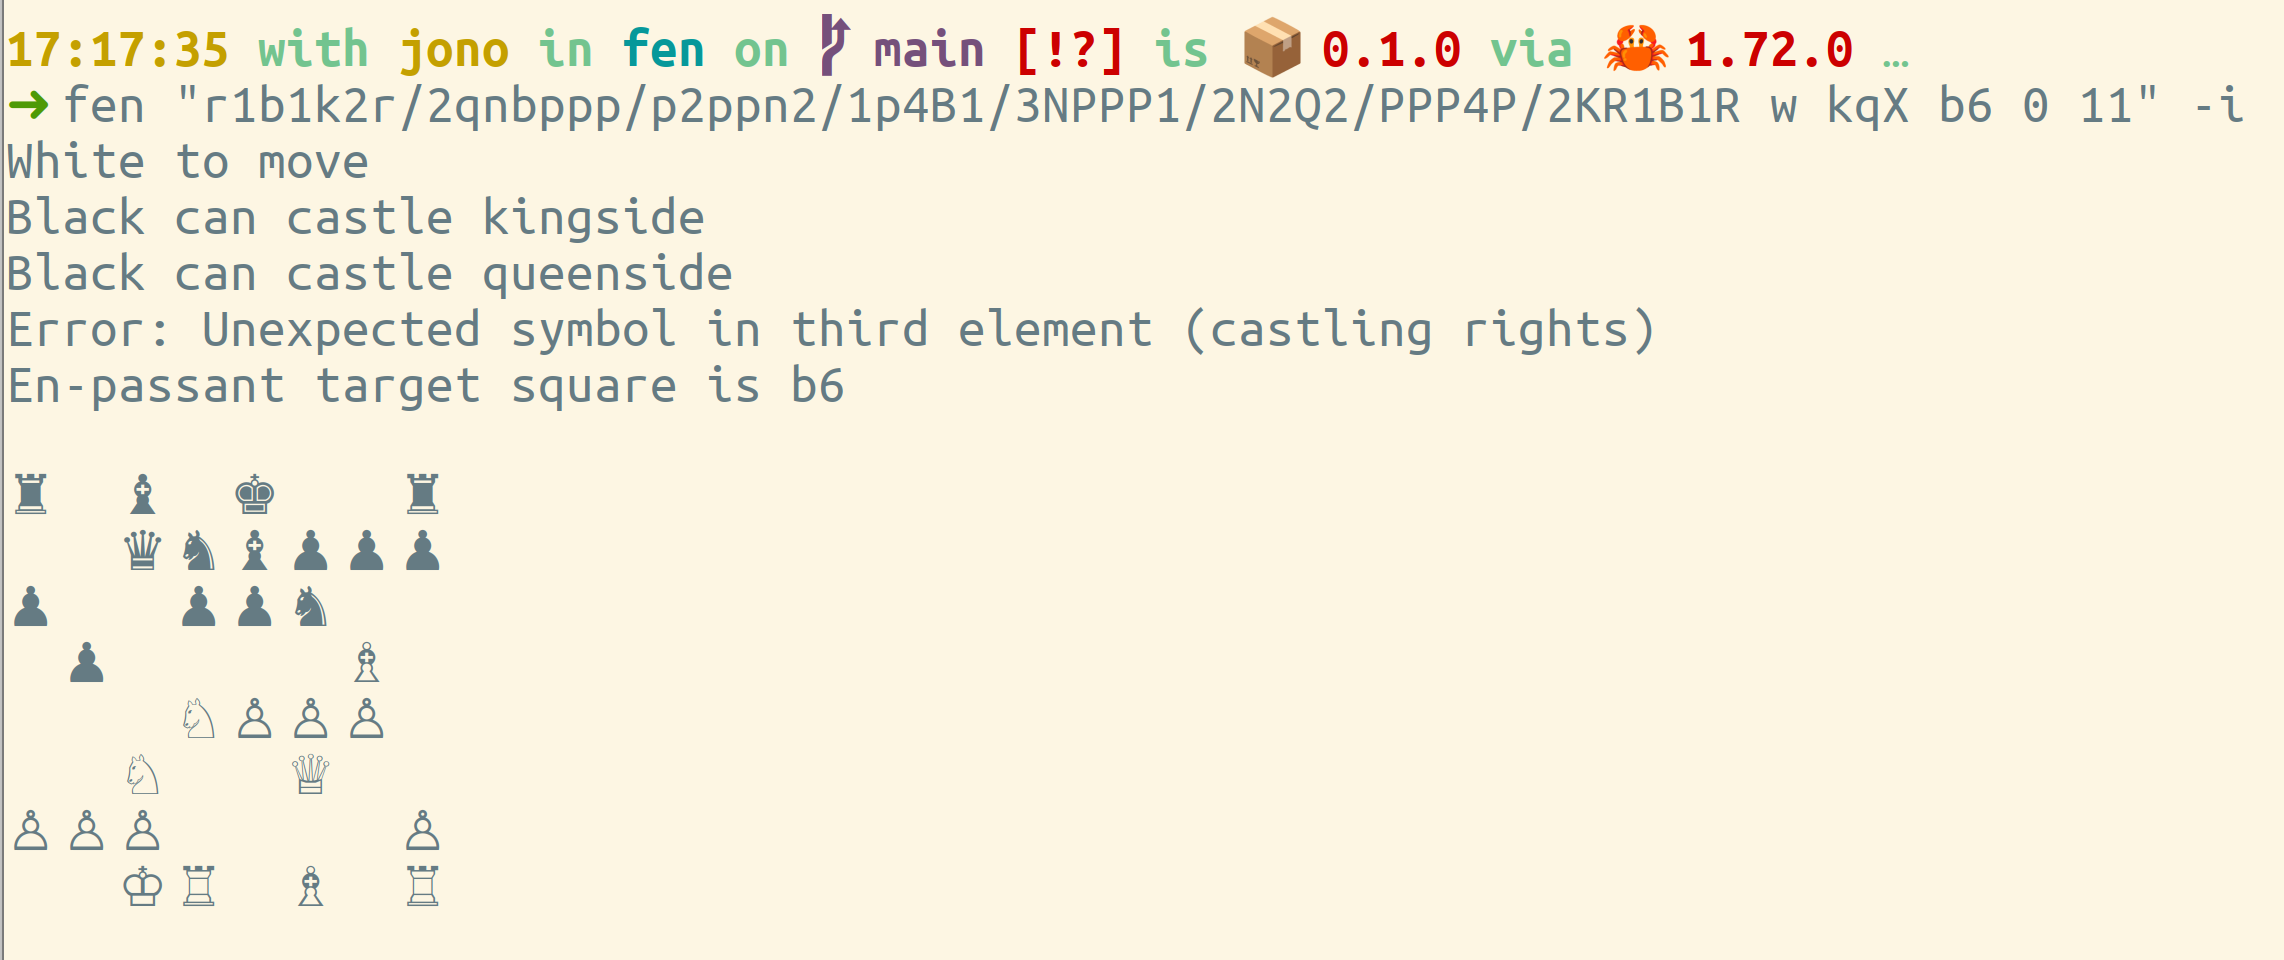 17:17:35 with jono in fen on main [!?] is 📦 0.1.0 via 🦀 1.72.0 …
➜ fen "r1b1k2r/2qnbppp/p2ppn2/1p4B1/3NPPP1/2N2Q2/PPP4P/2KR1B1R w kqX b6 0 11" -i
White to move
Black can castle kingside
Black can castle queenside
Error: Unexpected symbol in third element (castling rights)
En-passant target square is b6

♜   ♝   ♚     ♜
    ♛ ♞ ♝ ♟ ♟ ♟
♟     ♟ ♟ ♞
  ♟         ♗
      ♘ ♙ ♙ ♙
    ♘     ♕
♙ ♙ ♙         ♙
    ♔ ♖   ♗   ♖